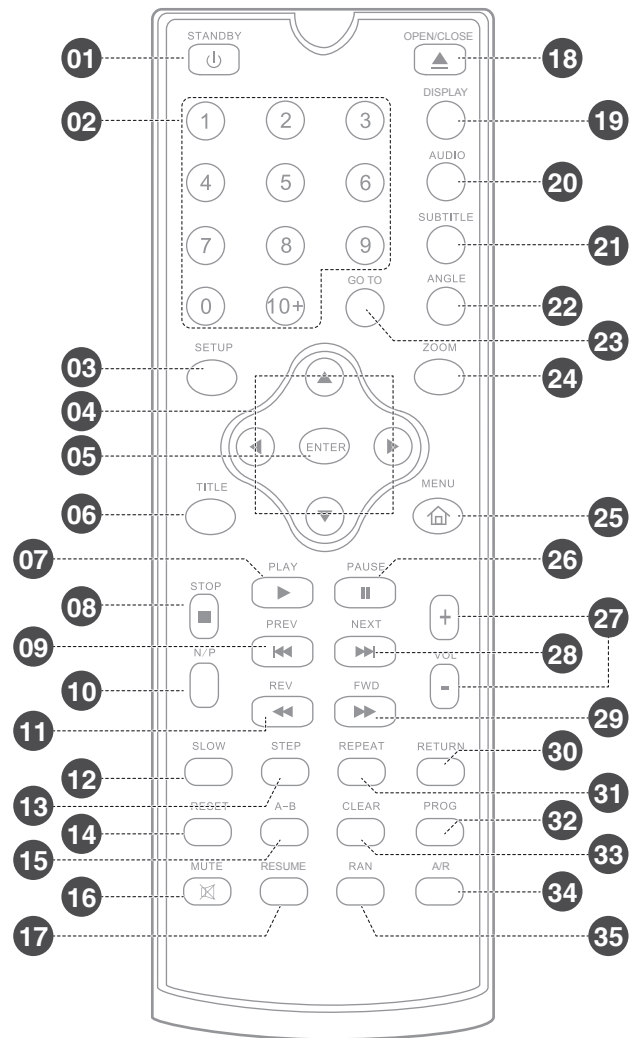 STANDBY
OPEN/CLOSE
01
18
DISPLAY
02
1
2
3
19
AUDIO
4
5
6
20
SUBTITLE
7
8
9
21
GO TO
ANGLE
0
10+
22
23
SETUP
ZOOM
03
24
04
ENTER
05
TITLE
MENU
06
25
07
PLAY
PAUSE
26
STOP
08
+
27
PREV
NEXT
09
28
N/P
VOL
10
-
REV
FWD
11
29
SLOW
STEP
REPEAT
RETURN
30
12
13
31
RESET
A-B
CLEAR
PROG
14
32
15
33
MUTE
RESUME
RAN
A/R
16
34
17
35